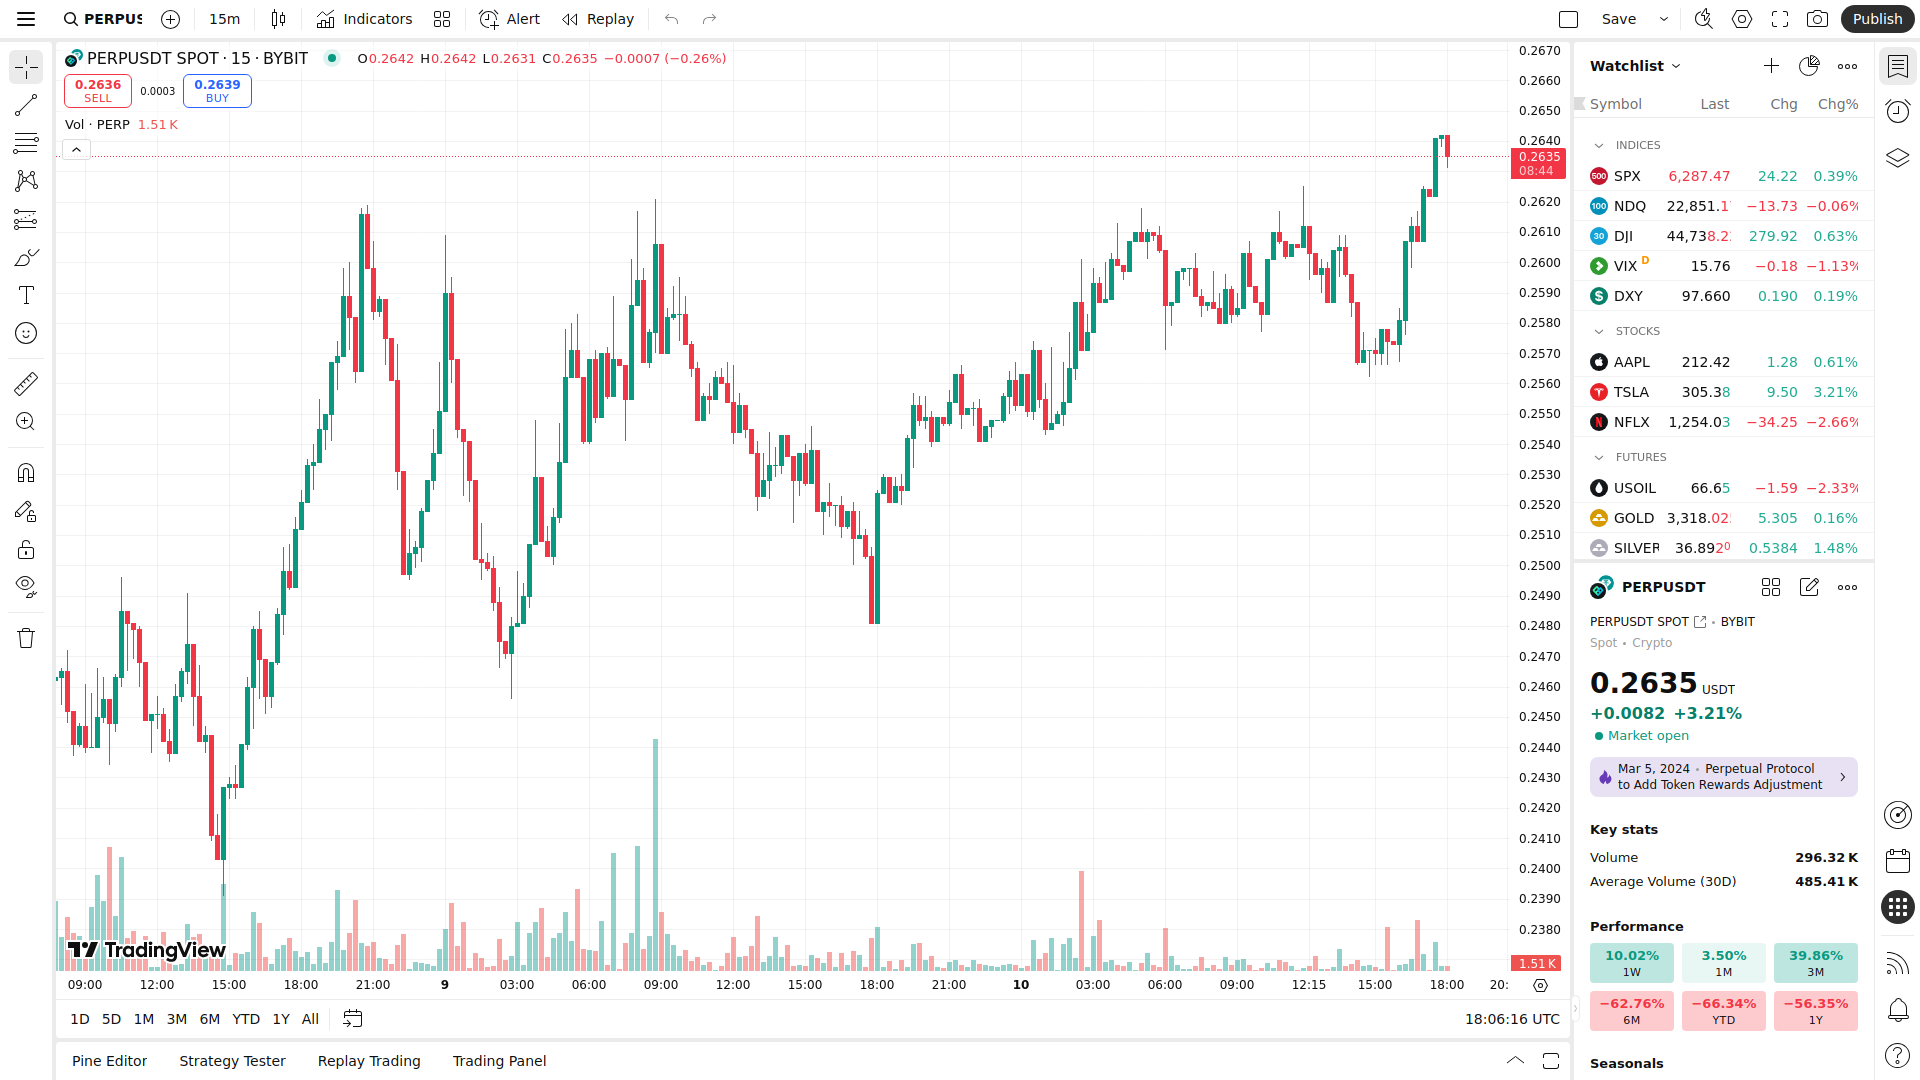 PERPUS 15m Indicators Alert Replay Save Publish
PERPUSDT SPOT · 15 · BYBIT O0.2642 H0.2642 L0.2631 C0.2635 −0.0007 (−0.26%)
0.2636 SELL 0.0003 0.2639 BUY
Vol · PERP 1.51 K
0.2670
0.2660
0.2650
0.2640
0.2635
08:44
0.2620
0.2610
0.2600
0.2590
0.2580
0.2570
0.2560
0.2550
0.2540
0.2530
0.2520
0.2510
0.2500
0.2490
0.2480
0.2470
0.2460
0.2450
0.2440
0.2430
0.2420
0.2410
0.2400
0.2390
0.2380
1.51 K
TradingView
09:00 12:00 15:00 18:00 21:00 9 03:00 06:00 09:00 12:00 15:00 18:00 21:00 10 03:00 06:00 09:00 12:15 15:00 18:00 20:
1D 5D 1M 3M 6M YTD 1Y All 18:06:16 UTC
Pine Editor Strategy Tester Replay Trading Trading Panel
Watchlist
Symbol Last Chg Chg%
INDICES
500 SPX 6,287.47 24.22 0.39%
100 NDQ 22,851.1 −13.73 −0.06%
30 DJI 44,738.2 279.92 0.63%
VIX D 15.76 −0.18 −1.13%
$ DXY 97.660 0.190 0.19%
STOCKS
AAPL 212.42 1.28 0.61%
TSLA 305.38 9.50 3.21%
NFLX 1,254.03 −34.25 −2.66%
FUTURES
USOIL 66.65 −1.59 −2.33%
GOLD 3,318.02 5.305 0.16%
SILVER 36.8920 0.5384 1.48%
PERPUSDT
PERPUSDT SPOT • BYBIT
Spot • Crypto
0.2635 USDT
+0.0082 +3.21%
Market open
Mar 5, 2024 • Perpetual Protocol
to Add Token Rewards Adjustment
Key stats
Volume 296.32 K
Average Volume (30D) 485.41 K
Performance
10.02% 3.50% 39.86%
1W 1M 3M
−62.76% −66.34% −56.35%
6M YTD 1Y
Seasonals